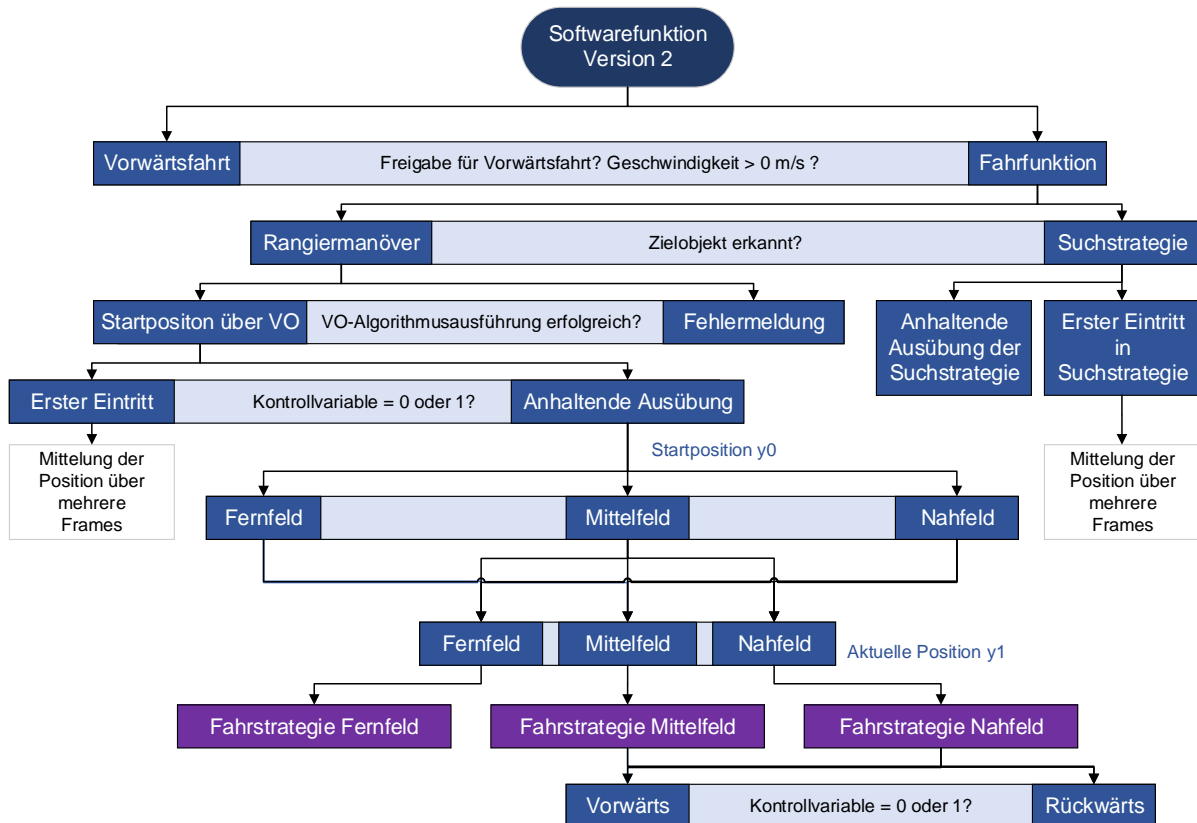 Softwarefunktion
Version 2
Vorwärtsfahrt
Freigabe für Vorwärtsfahrt? Geschwindigkeit > 0 m/s ?
Fahrfunktion
Rangiermanöver
Zielobjekt erkannt?
Suchstrategie
Startpositon über VO
VO-Algorithmusausführung erfolgreich?
Fehlermeldung
Anhaltende
Ausübung der
Suchstrategie
Erster Eintritt
in
Suchstrategie
Erster Eintritt
Kontrollvariable = 0 oder 1?
Anhaltende Ausübung
Mittelung der
Position über
mehrere
Frames
Startposition y0
Mittelung der
Position über
mehrere
Frames
Fernfeld
Mittelfeld
Nahfeld
Fernfeld
Mittelfeld
Nahfeld
Aktuelle Position y1
Fahrstrategie Fernfeld
Fahrstrategie Mittelfeld
Fahrstrategie Nahfeld
Vorwärts
Kontrollvariable = 0 oder 1?
Rückwärts